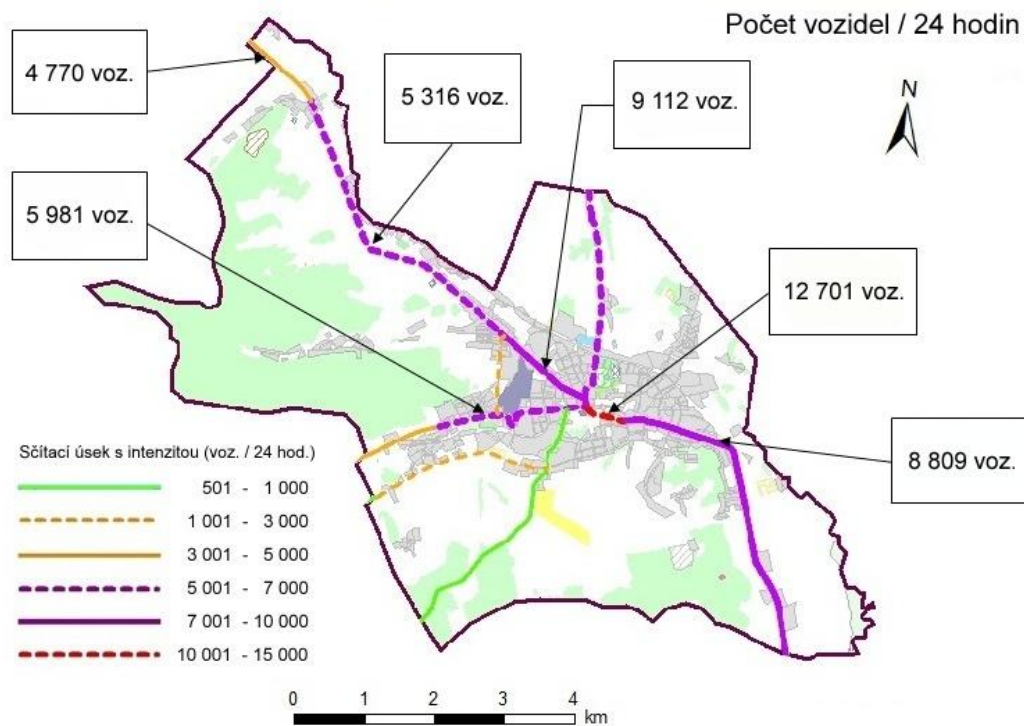 Počet vozidel / 24 hodin
4 770 voz.
5 316 voz.
9 112 voz.
N
5 981 voz.
12 701 voz.
8 809 voz.
Sčítací úsek s intenzitou (voz. / 24 hod.)
501 - 1 000
1 001 - 3 000
3 001 - 5 000
5 001 - 7 000
7 001 - 10 000
10 001 - 15 000
0 1 2 3 4
km